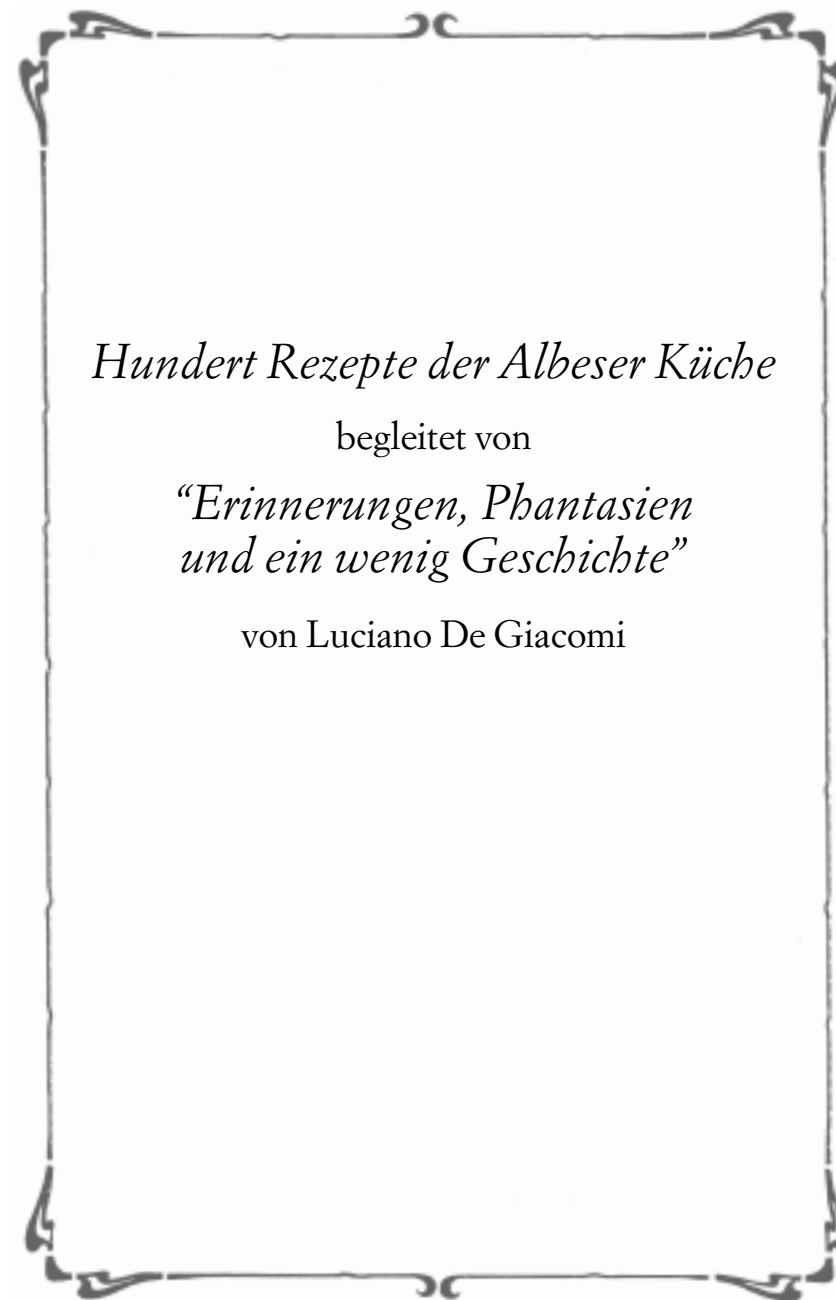 Hundert Rezepte der Albeser Küche
begleitet von
“Erinnerungen, Phantasien
und ein wenig Geschichte”
von Luciano De Giacomi